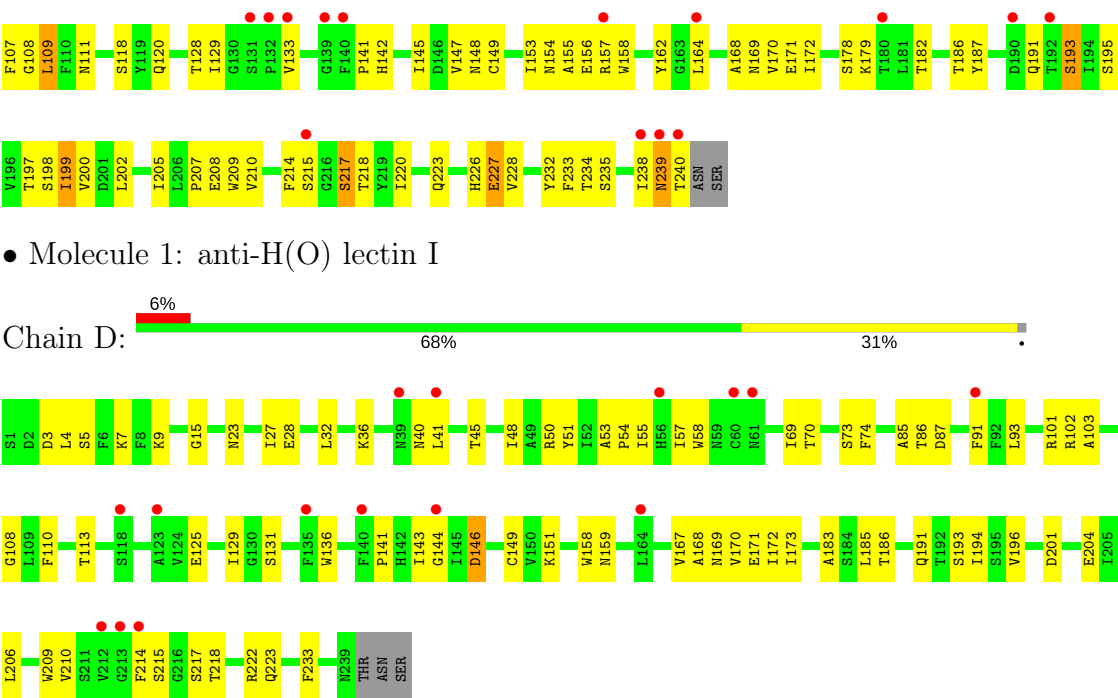 F107 G108 L109 F110 N111 S118 Y119 Q120 T128 I129 G130 S131 P132 V133 G139 F140 P141 H142 I145 D146 V147 N148 C149 I153 N154 A155 E156 R157 W158 Y162 G163 L164 A168 N169 V170 E171 I172 S178 K179 T180 L181 T182 T186 Y187 D190 Q191 T192 S193 I194 S195
V196 T197 S198 I199 V200 D201 L202 I205 L206 P207 E208 W209 V210 F214 S215 G216 S217 T218 Y219 I220 Q223 H226 E227 V228 Y232 F233 T234 S235 I238 N239 T240 ASN SER
• Molecule 1: anti-H(O) lectin I
6%
Chain D:
68% 31% •
S1 D2 D3 L4 S5 F6 K7 F8 K9 G15 N23 I27 E28 L32 K36 N39 N40 L41 T45 I48 A49 R50 Y51 I52 A53 P54 I55 H56 I57 W58 N59 C60 N61 I69 T70 S73 F74 A85 T86 D87 F91 F92 L93 R101 R102 A103
G108 L109 F110 T113 S118 A123 V124 E125 I129 G130 S131 F135 W136 F140 P141 H142 I143 G144 I145 D146 C149 V150 K151 W158 N159 L164 V167 A168 N169 V170 E171 I172 I173 A183 S184 L185 T186 Q191 T192 S193 I194 S195 V196 D201 E204 I205
L206 W209 V210 S211 V212 G213 F214 S215 G216 S217 T218 R222 Q223 F233 N239 THR ASN SER